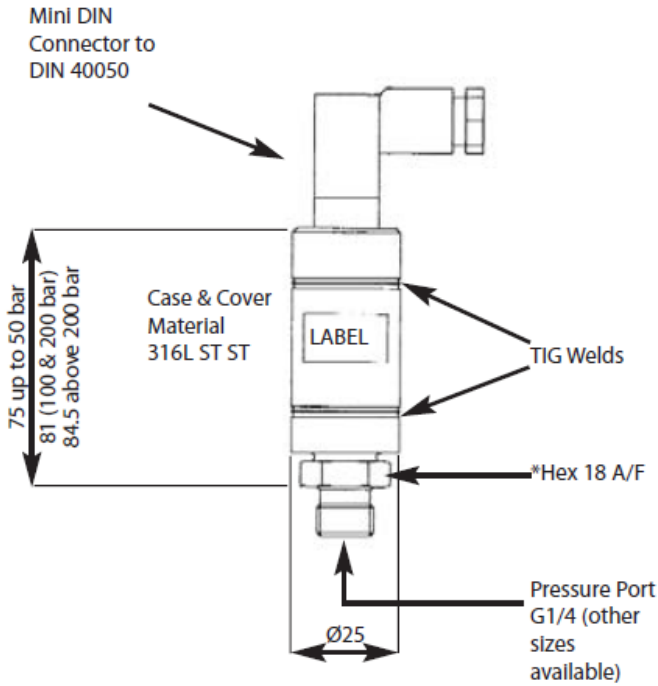 Mini DIN
Connector to
DIN 40050
75 up to 50 bar
81 (100 & 200 bar)
84.5 above 200 bar
Case & Cover
Material
316L ST ST
LABEL
TIG Welds
*Hex 18 A/F
Pressure Port
G1/4 (other
sizes
available)
Ø25